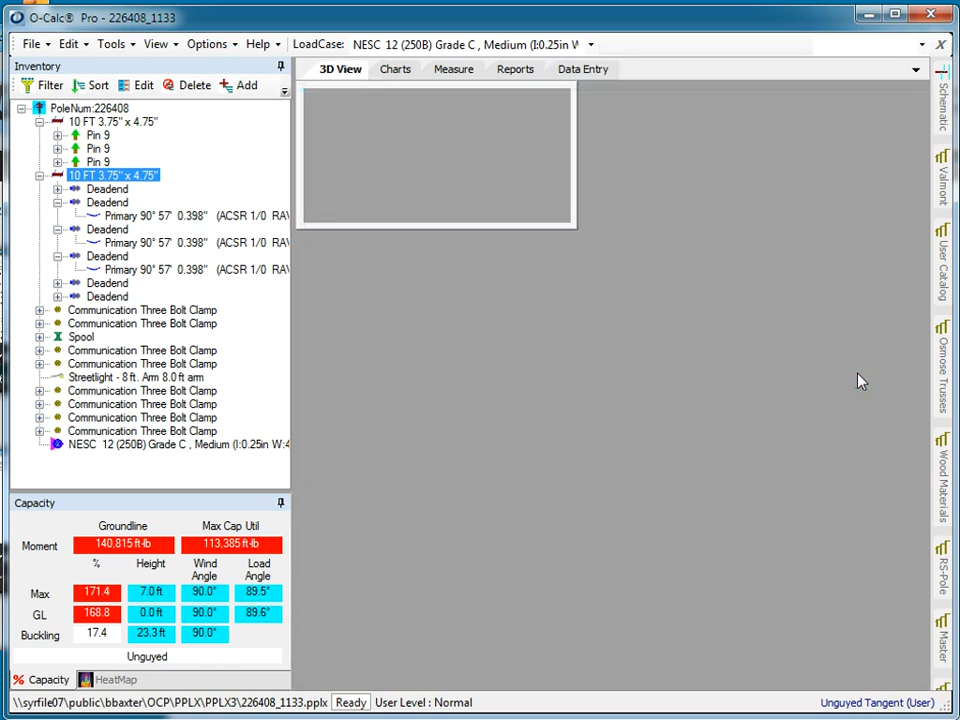 O-Calc® Pro - 226408_1133
File Edit Tools View Options Help LoadCase: NESC 12 (250B) Grade C , Medium (I:0.25in W
Inventory
3D View Charts Measure Reports Data Entry
Filter Sort Edit Delete Add
PoleNum:226408
10 FT 3.75" x 4.75"
Pin 9
Pin 9
Pin 9
10 FT 3.75" x 4.75"
Deadend
Deadend
Primary 90° 57' 0.398" (ACSR 1/0 RAV
Deadend
Primary 90° 57' 0.398" (ACSR 1/0 RAV
Deadend
Primary 90° 57' 0.398" (ACSR 1/0 RAV
Deadend
Deadend
Communication Three Bolt Clamp
Communication Three Bolt Clamp
Spool
Communication Three Bolt Clamp
Communication Three Bolt Clamp
Streetlight - 8 ft. Arm 8.0 ft arm
Communication Three Bolt Clamp
Communication Three Bolt Clamp
Communication Three Bolt Clamp
Communication Three Bolt Clamp
NESC 12 (250B) Grade C , Medium (I:0.25in W:4
Capacity
Groundline Max Cap Util
Moment 140,815 ft-lb 113,385 ft-lb
% Height Wind Angle Load Angle
Max 171.4 7.0 ft 90.0° 89.5°
GL 168.8 0.0 ft 90.0° 89.6°
Buckling 17.4 23.3 ft 90.0°
Unguyed
% Capacity HeatMap
\\syrfile07\public\bbaxter\OCP\PPLX\PPLX3\226408_1133.pplx Ready User Level : Normal Unguyed Tangent (User)
Schematic
Valmont
User Catalog
Osmose Trusses
Wood Materials
RS-Pole
Master